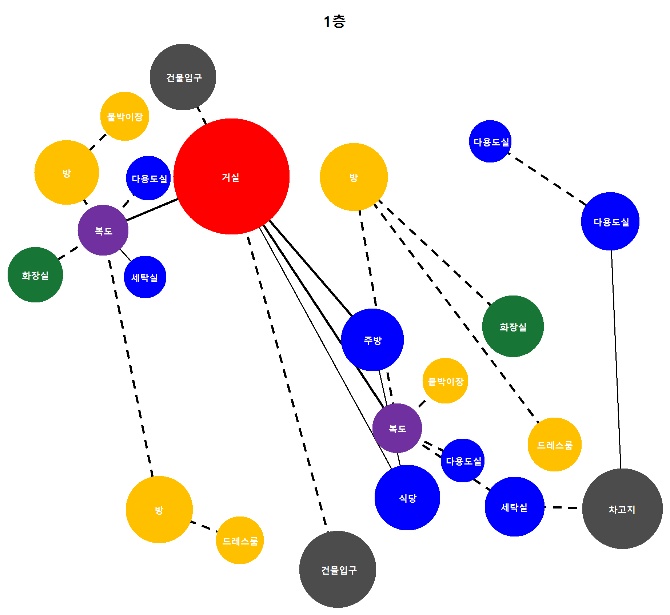 1층
건물입구
붙박이장
다용도실
방
다용도실
거실
방
다용도실
복도
화장실
세탁실
화장실
주방
붙박이장
복도
드레스룸
다용도실
식당
세탁실
차고지
방
드레스룸
건물입구